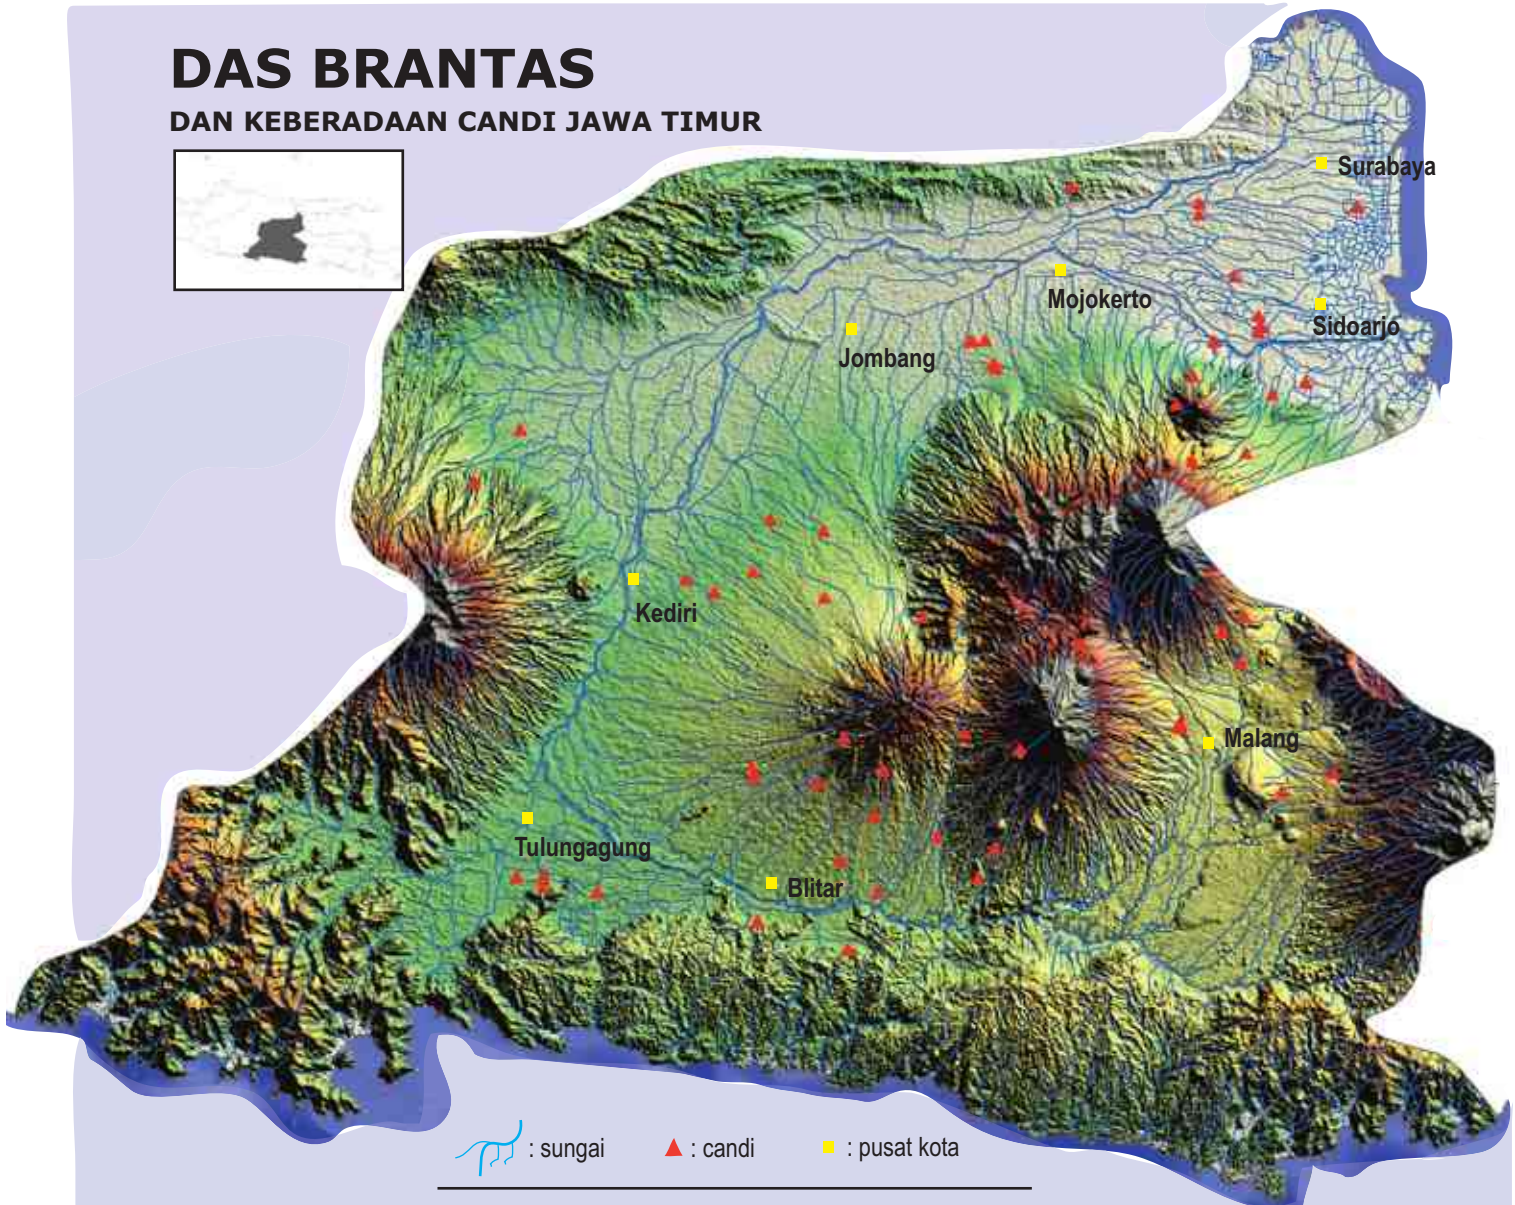 DAS BRANTAS
DAN KEBERADAAN CANDI JAWA TIMUR
Surabaya
Mojokerto
Sidoarjo
Jombang
Kediri
Malang
Tulungagung
Blitar
: sungai
: candi
: pusat kota